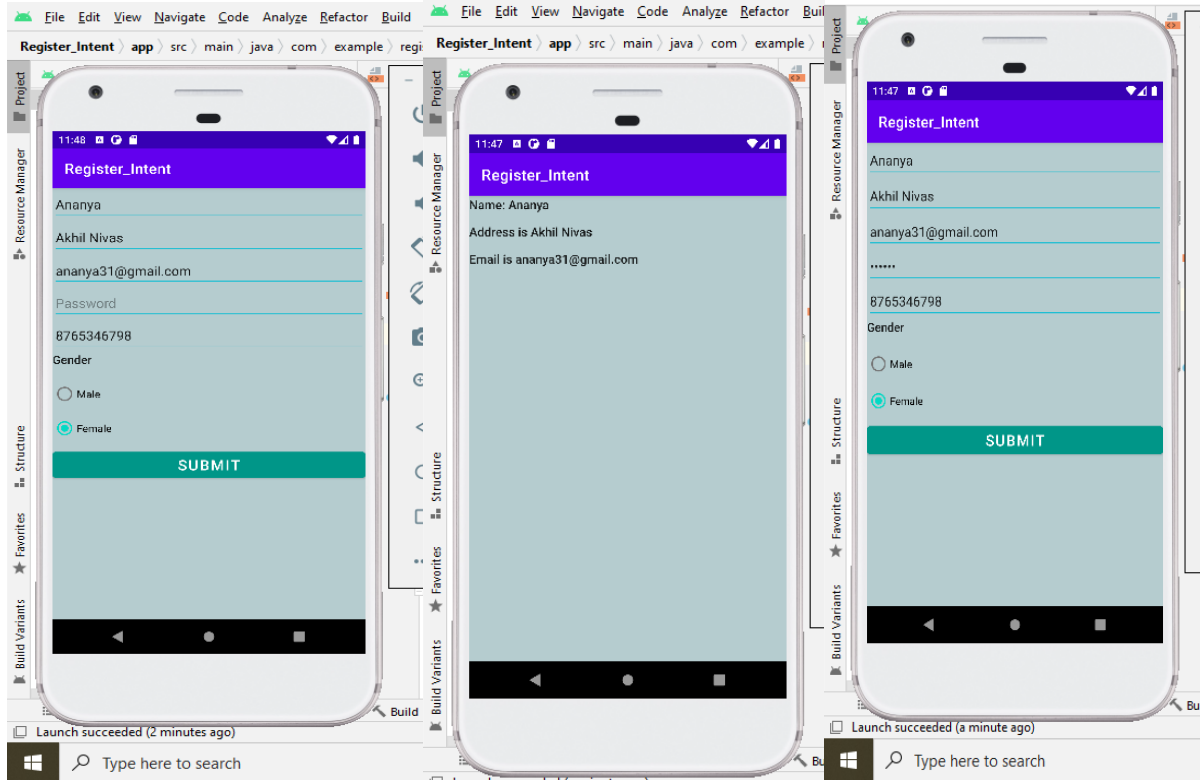 File Edit View Navigate Code Analyze Refactor Build
Register_Intent app src main java com example
Project
Resource Manager
Structure
Favorites
Build Variants
11:48
Register_Intent
Ananya
Akhil Nivas
ananya31@gmail.com
Password
8765346798
Gender
Male
Female
SUBMIT
Build
Launch succeeded (2 minutes ago)
Type here to search
File Edit View Navigate Code Analyze Refactor
Register_Intent app src main java com example
Project
Resource Manager
Structure
Favorites
Build Variants
11:47
Register_Intent
Name: Ananya
Address is Akhil Nivas
Email is ananya31@gmail.com
Project
Resource Manager
Structure
Favorites
Build Variants
11:47
Register_Intent
Ananya
Akhil Nivas
ananya31@gmail.com
••••••
8765346798
Gender
Male
Female
SUBMIT
Launch succeeded (a minute ago)
Type here to search